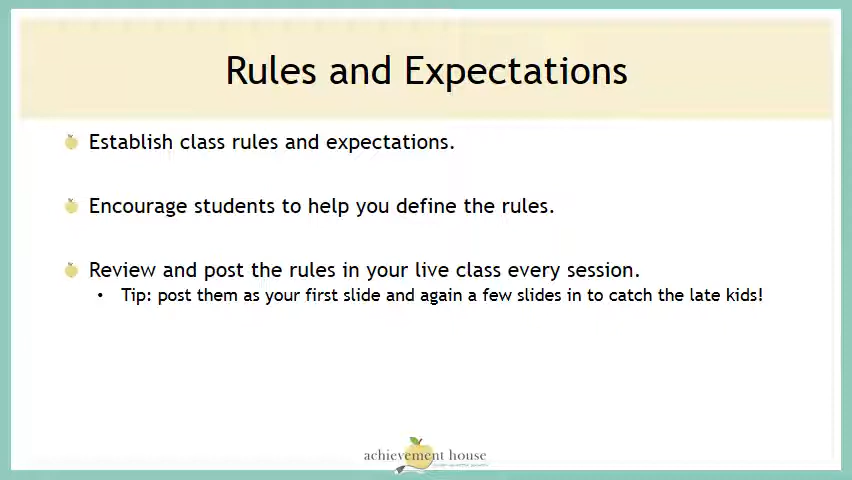 Rules and Expectations
Establish class rules and expectations.
Encourage students to help you define the rules.
Review and post the rules in your live class every session.
• Tip: post them as your first slide and again a few slides in to catch the late kids!
achievement house